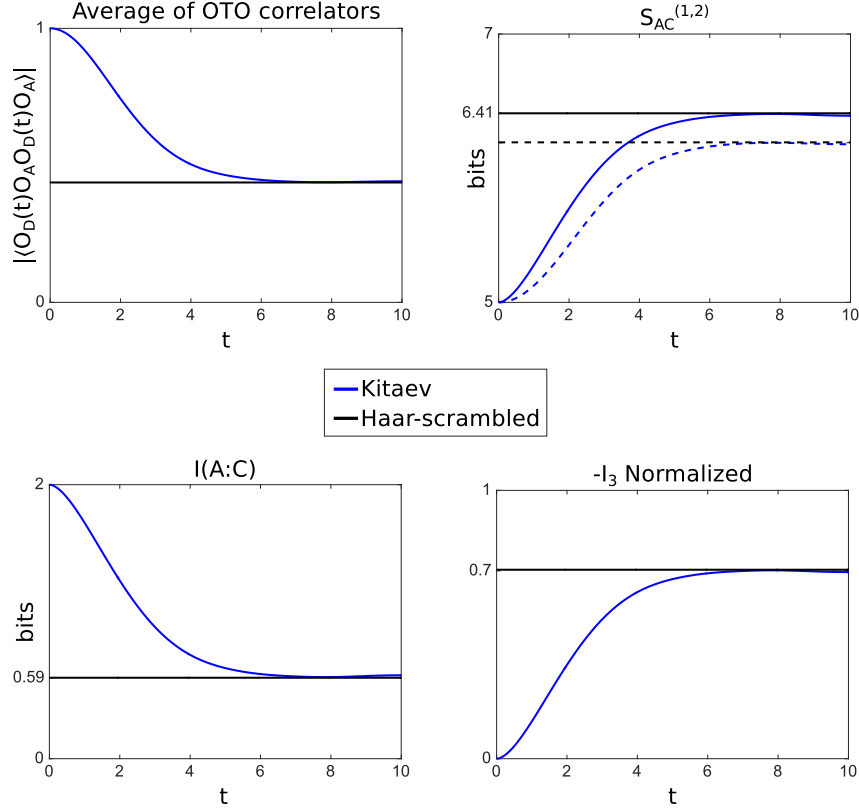 Average of OTO correlators
|⟨O_D(t)O_AO_D(t)O_A⟩|
1
0
0 2 4 6 8 10
t
S_AC^(1,2)
bits
7
6.41
5
0 2 4 6 8 10
t
Kitaev
Haar-scrambled
I(A:C)
bits
2
0.59
0
0 2 4 6 8 10
t
-I_3 Normalized
1
0.7
0
0 2 4 6 8 10
t